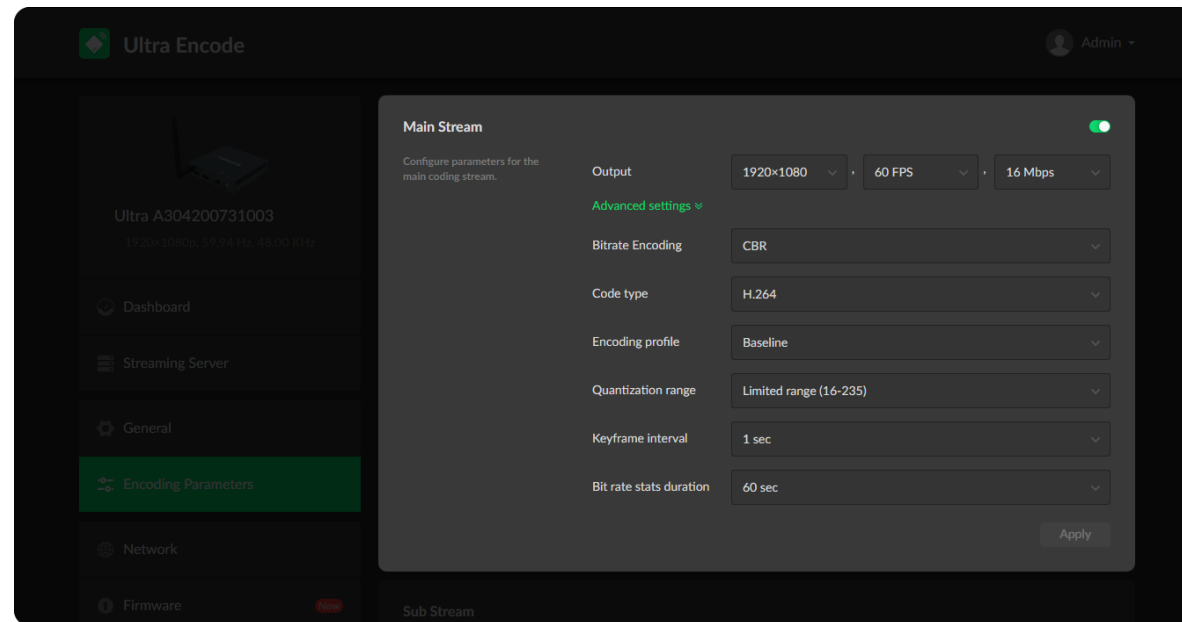 Ultra Encode
Admin
Ultra A304200731003
1920×1080p, 59.94 Hz, 48.00 KHz
Dashboard
Streaming Server
General
Encoding Parameters
Network
Firmware New
Main Stream
Configure parameters for the
main coding stream.
Output 1920×1080 , 60 FPS , 16 Mbps
Advanced settings
Bitrate Encoding CBR
Code type H.264
Encoding profile Baseline
Quantization range Limited range (16-235)
Keyframe interval 1 sec
Bit rate stats duration 60 sec
Apply
Sub Stream